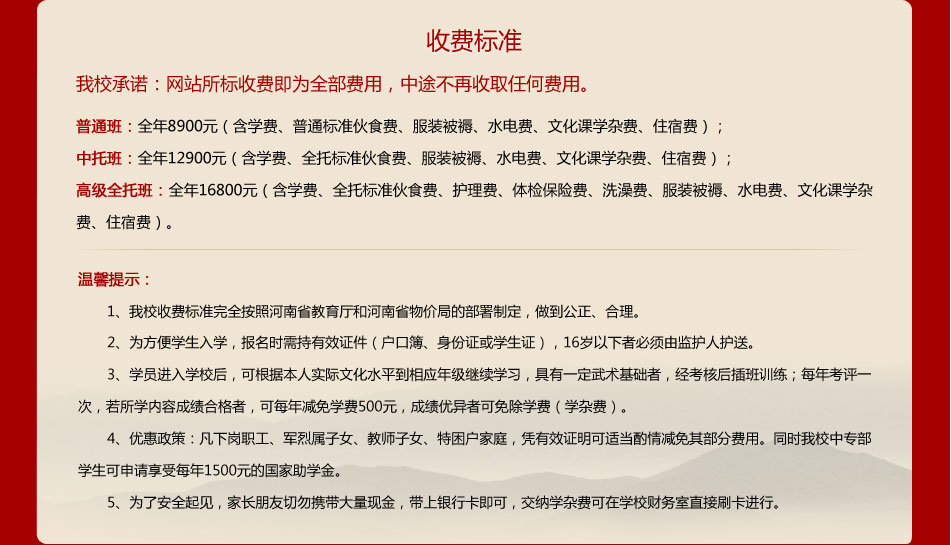 收费标准
我校承诺：网站所标收费即为全部费用，中途不再收取任何费用。
普通班：全年8900元（含学费、普通标准伙食费、服装被褥、水电费、文化课学杂费、住宿费）；
中托班：全年12900元（含学费、全托标准伙食费、服装被褥、水电费、文化课学杂费、住宿费）；
高级全托班：全年16800元（含学费、全托标准伙食费、护理费、体检保险费、洗澡费、服装被褥、水电费、文化课学杂
费、住宿费）。
温馨提示：
1、我校收费标准完全按照河南省教育厅和河南省物价局的部署制定，做到公正、合理。
2、为方便学生入学，报名时需持有效证件（户口簿、身份证或学生证），16岁以下者必须由监护人护送。
3、学员进入学校后，可根据本人实际文化水平到相应年级继续学习，具有一定武术基础者，经考核后插班训练；每年考评一
次，若所学内容成绩合格者，可每年减免学费500元，成绩优异者可免除学费（学杂费）。
4、优惠政策：凡下岗职工、军烈属子女、教师子女、特困户家庭，凭有效证明可适当酌情减免其部分费用。同时我校中专部
学生可申请享受每年1500元的国家助学金。
5、为了安全起见，家长朋友切勿携带大量现金，带上银行卡即可，交纳学杂费可在学校财务室直接刷卡进行。